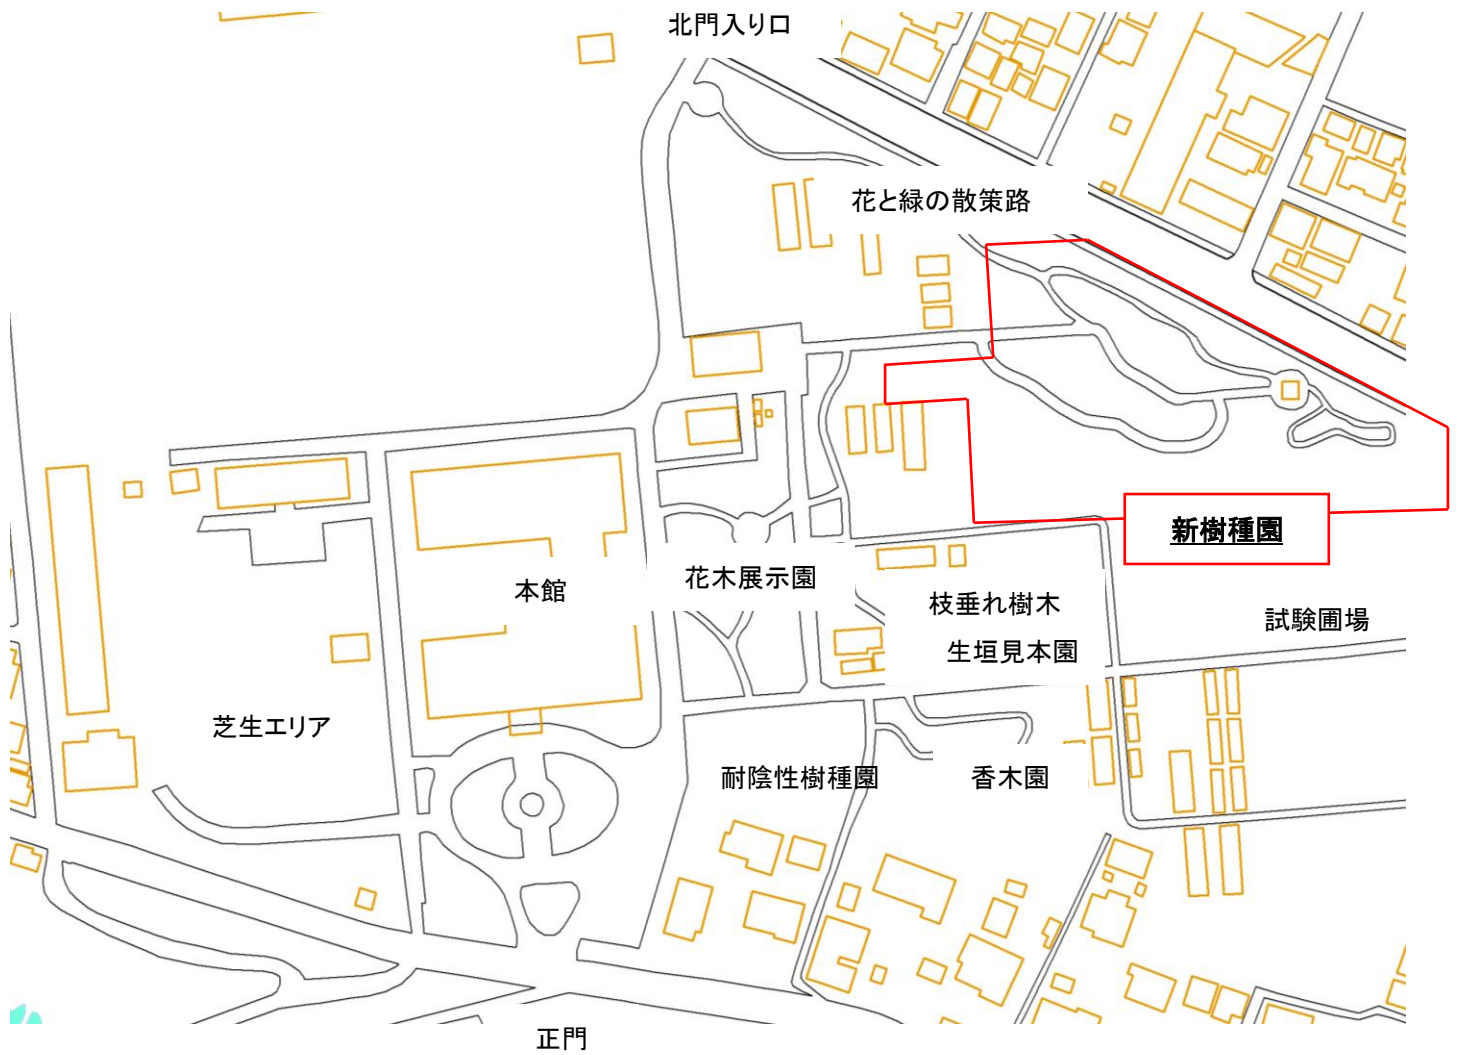 北門入り口
花と緑の散策路
新樹種園
花木展示園
本館
枝垂れ樹木
生垣見本園
試験圃場
芝生エリア
耐陰性樹種園
香木園
正門